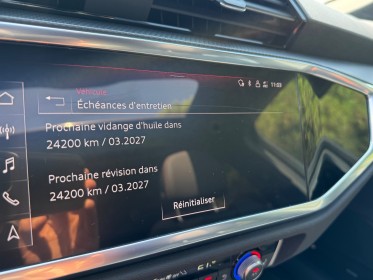 Véhicule
Échéances d'entretien
Prochaine vidange d'huile dans
24200 km / 03.2027
Prochaine révision dans
24200 km / 03.2027
Réinitialiser